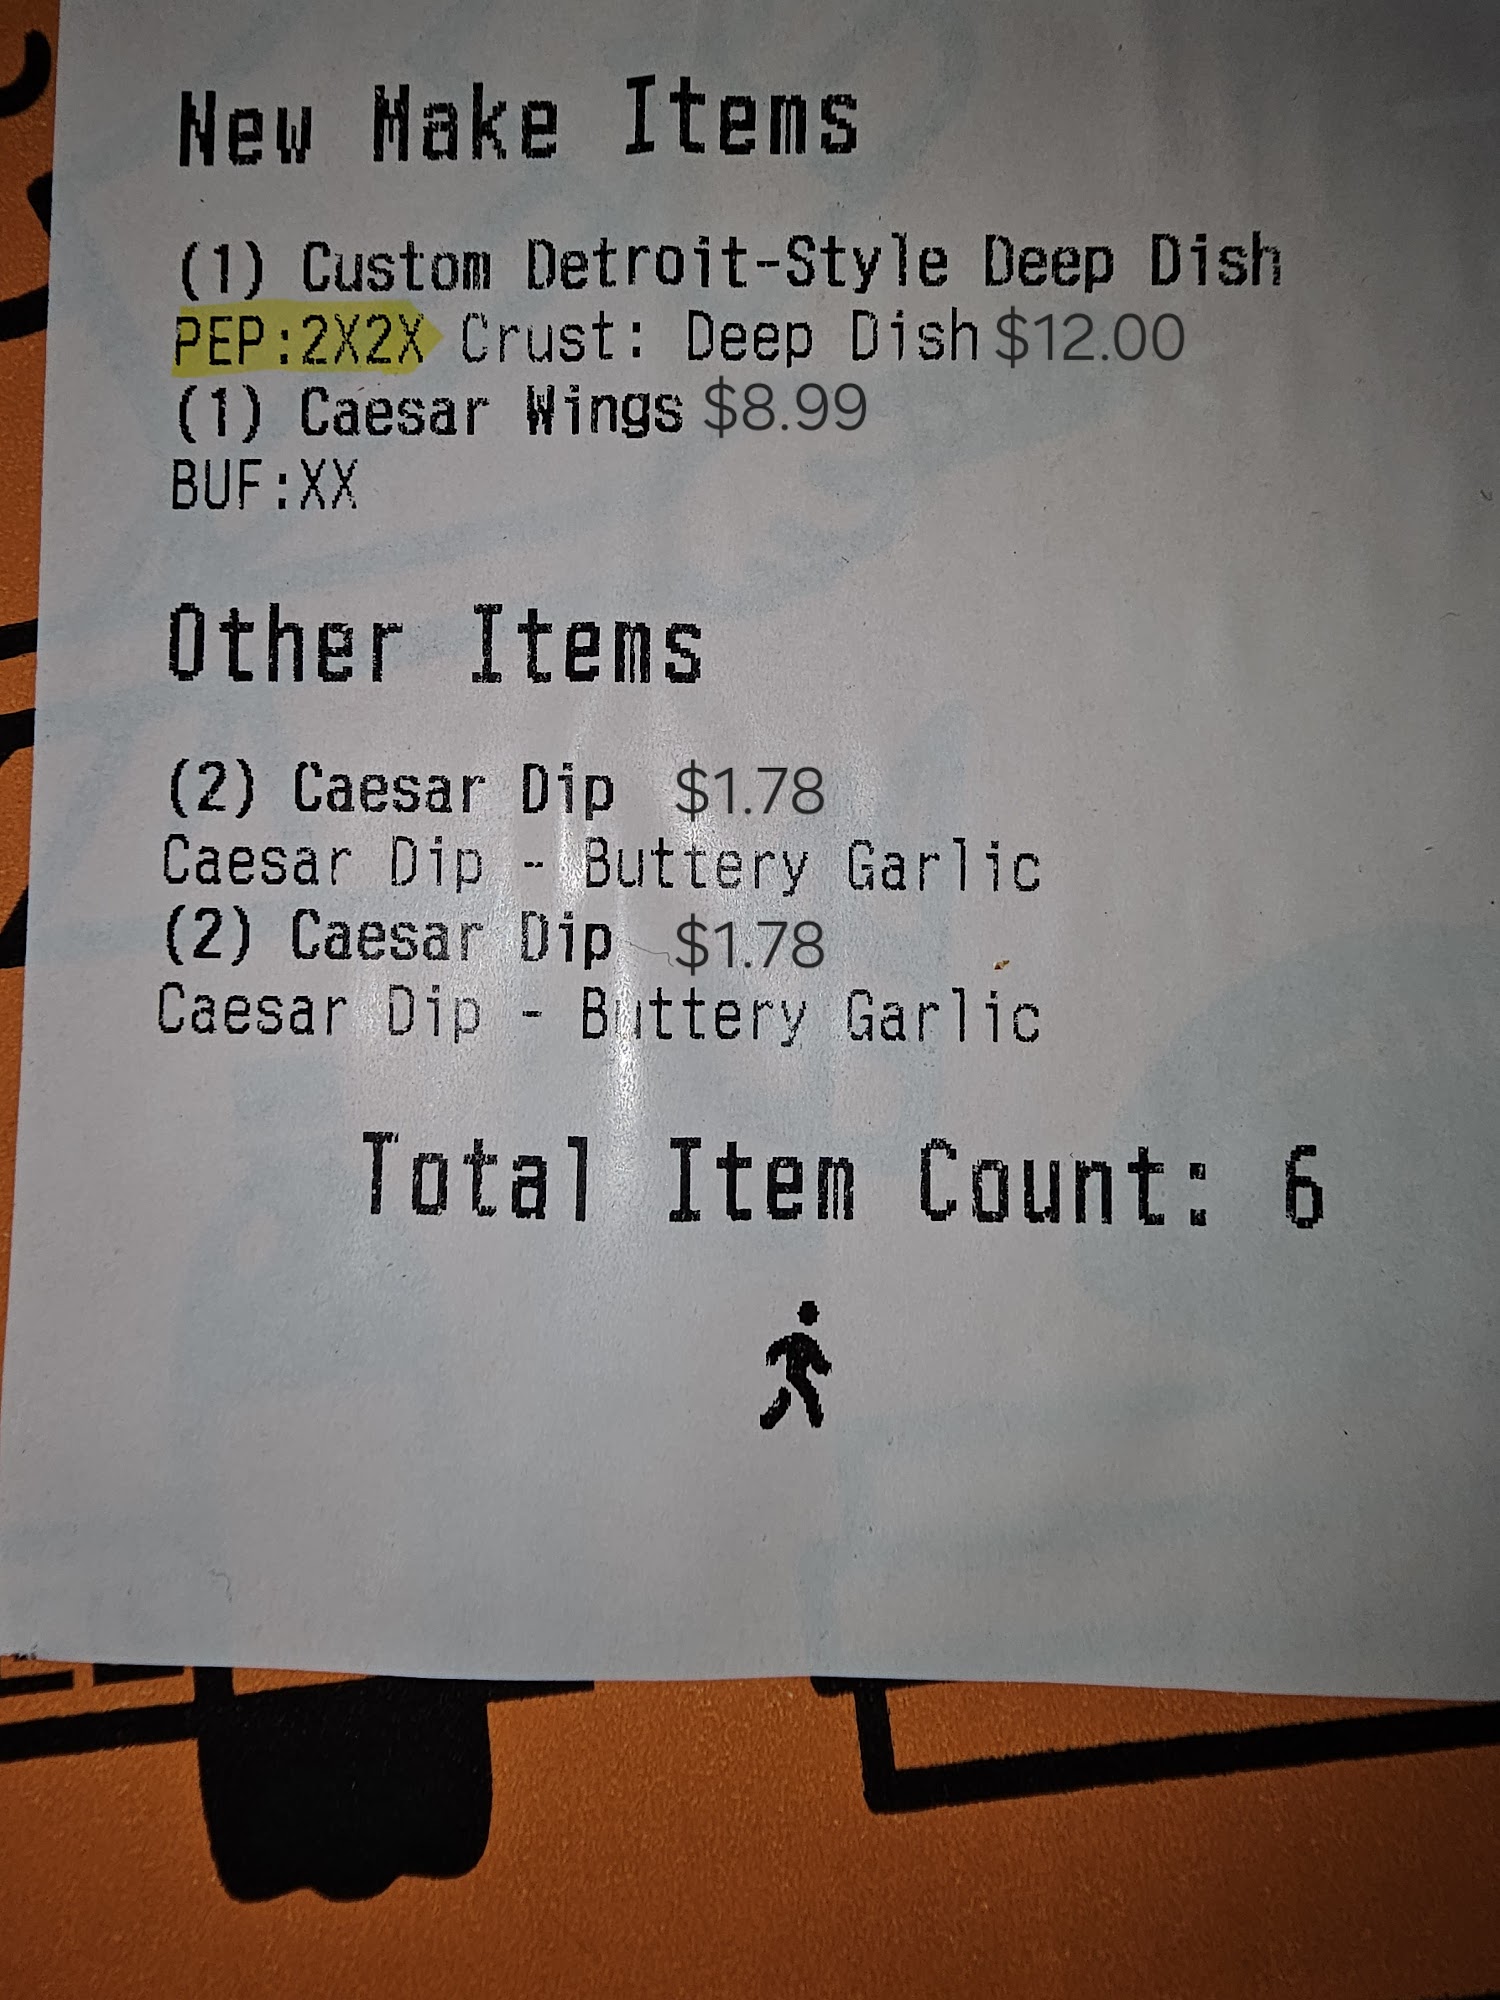 New Make Items
(1) Custom Detroit-Style Deep Dish
PEP:2X2X Crust: Deep Dish $12.00
(1) Caesar Wings $8.99
BUF:XX
Other Items
(2) Caesar Dip $1.78
Caesar Dip - Buttery Garlic
(2) Caesar Dip $1.78
Caesar Dip - Buttery Garlic
Total Item Count: 6